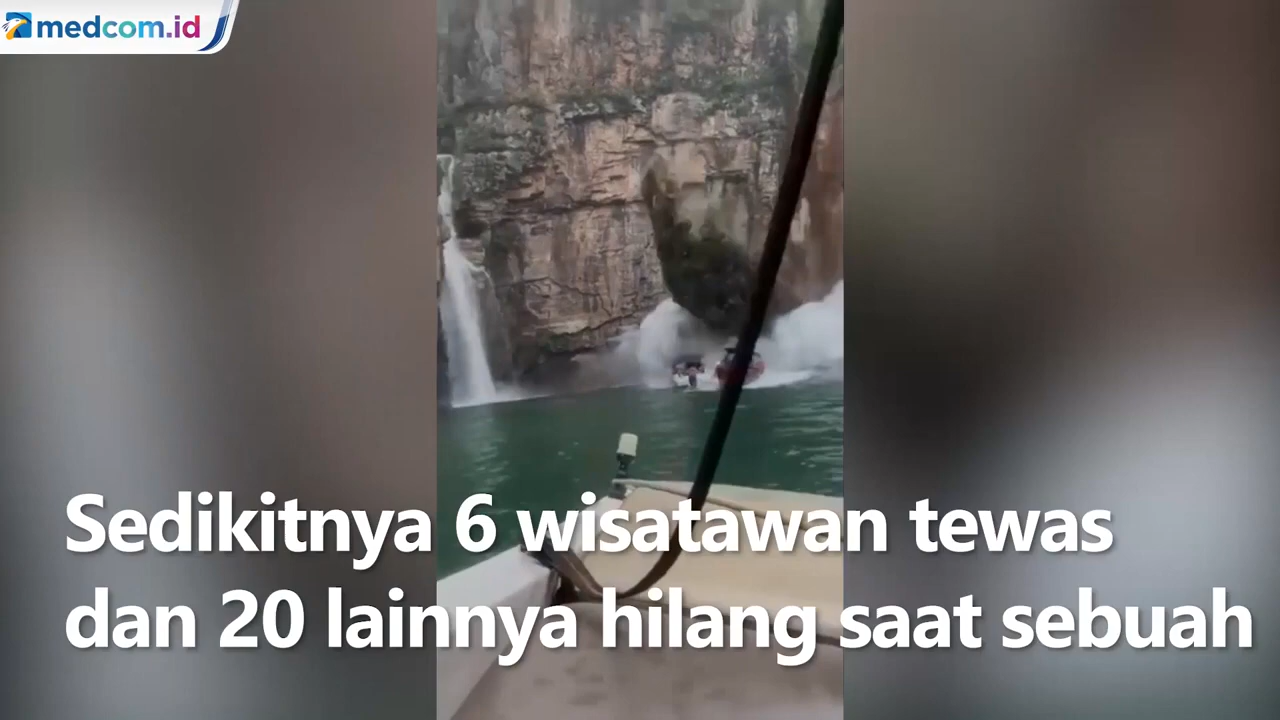 medcom.id
Sedikitnya 6 wisatawan tewas
dan 20 lainnya hilang saat sebuah